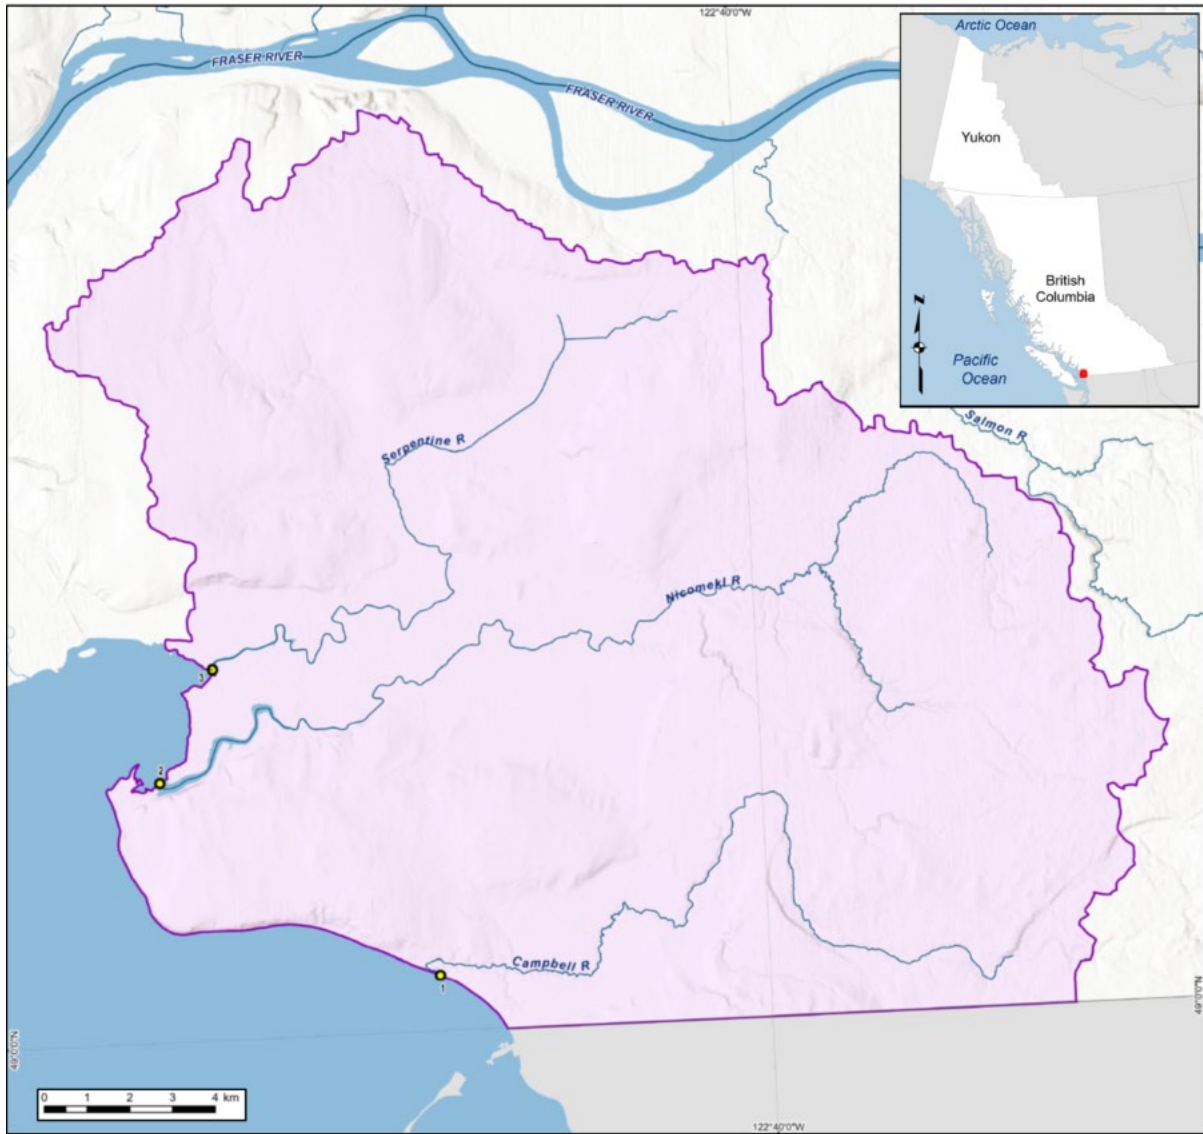 122°40'0"W
FRASER RIVER
FRASER RIVER
Arctic Ocean
Yukon
British
Columbia
N
Pacific
Ocean
Salmon R
Serpentine R
Nicomekl R
3
2
Campbell R
1
49°0'0"N
49°0'0"N
0 1 2 3 4 km
122°40'0"W